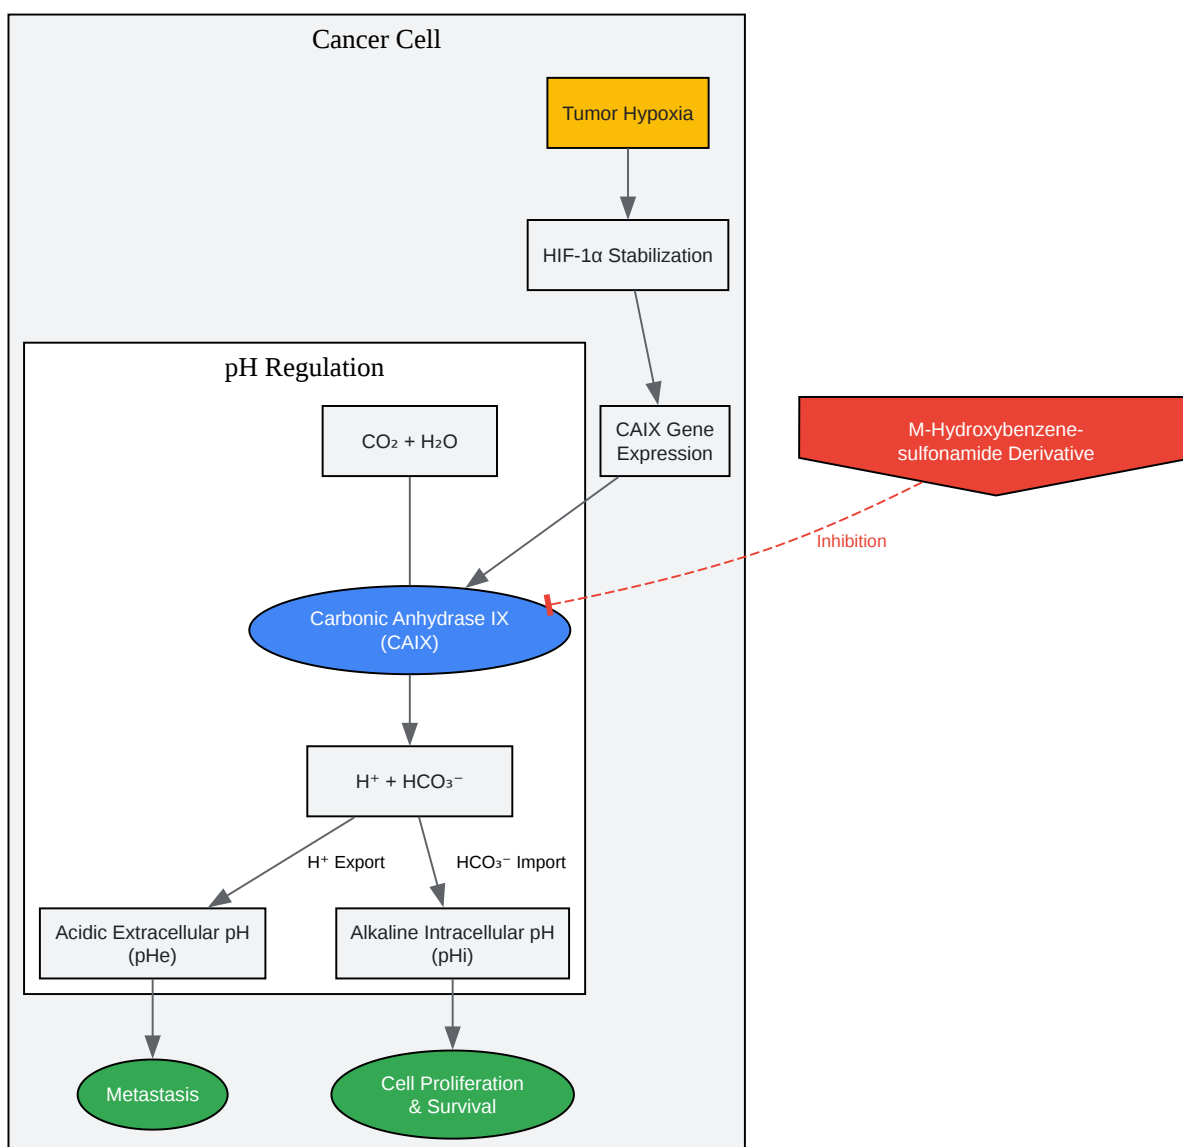 Cancer Cell
Tumor Hypoxia
HIF-1α Stabilization
pH Regulation
CO₂ + H₂O
CAIX Gene
Expression
M-Hydroxybenzene-
sulfonamide Derivative
Inhibition
Carbonic Anhydrase IX
(CAIX)
H⁺ + HCO₃⁻
H⁺ Export
HCO₃⁻ Import
Acidic Extracellular pH
(pHe)
Alkaline Intracellular pH
(pHi)
Metastasis
Cell Proliferation
& Survival